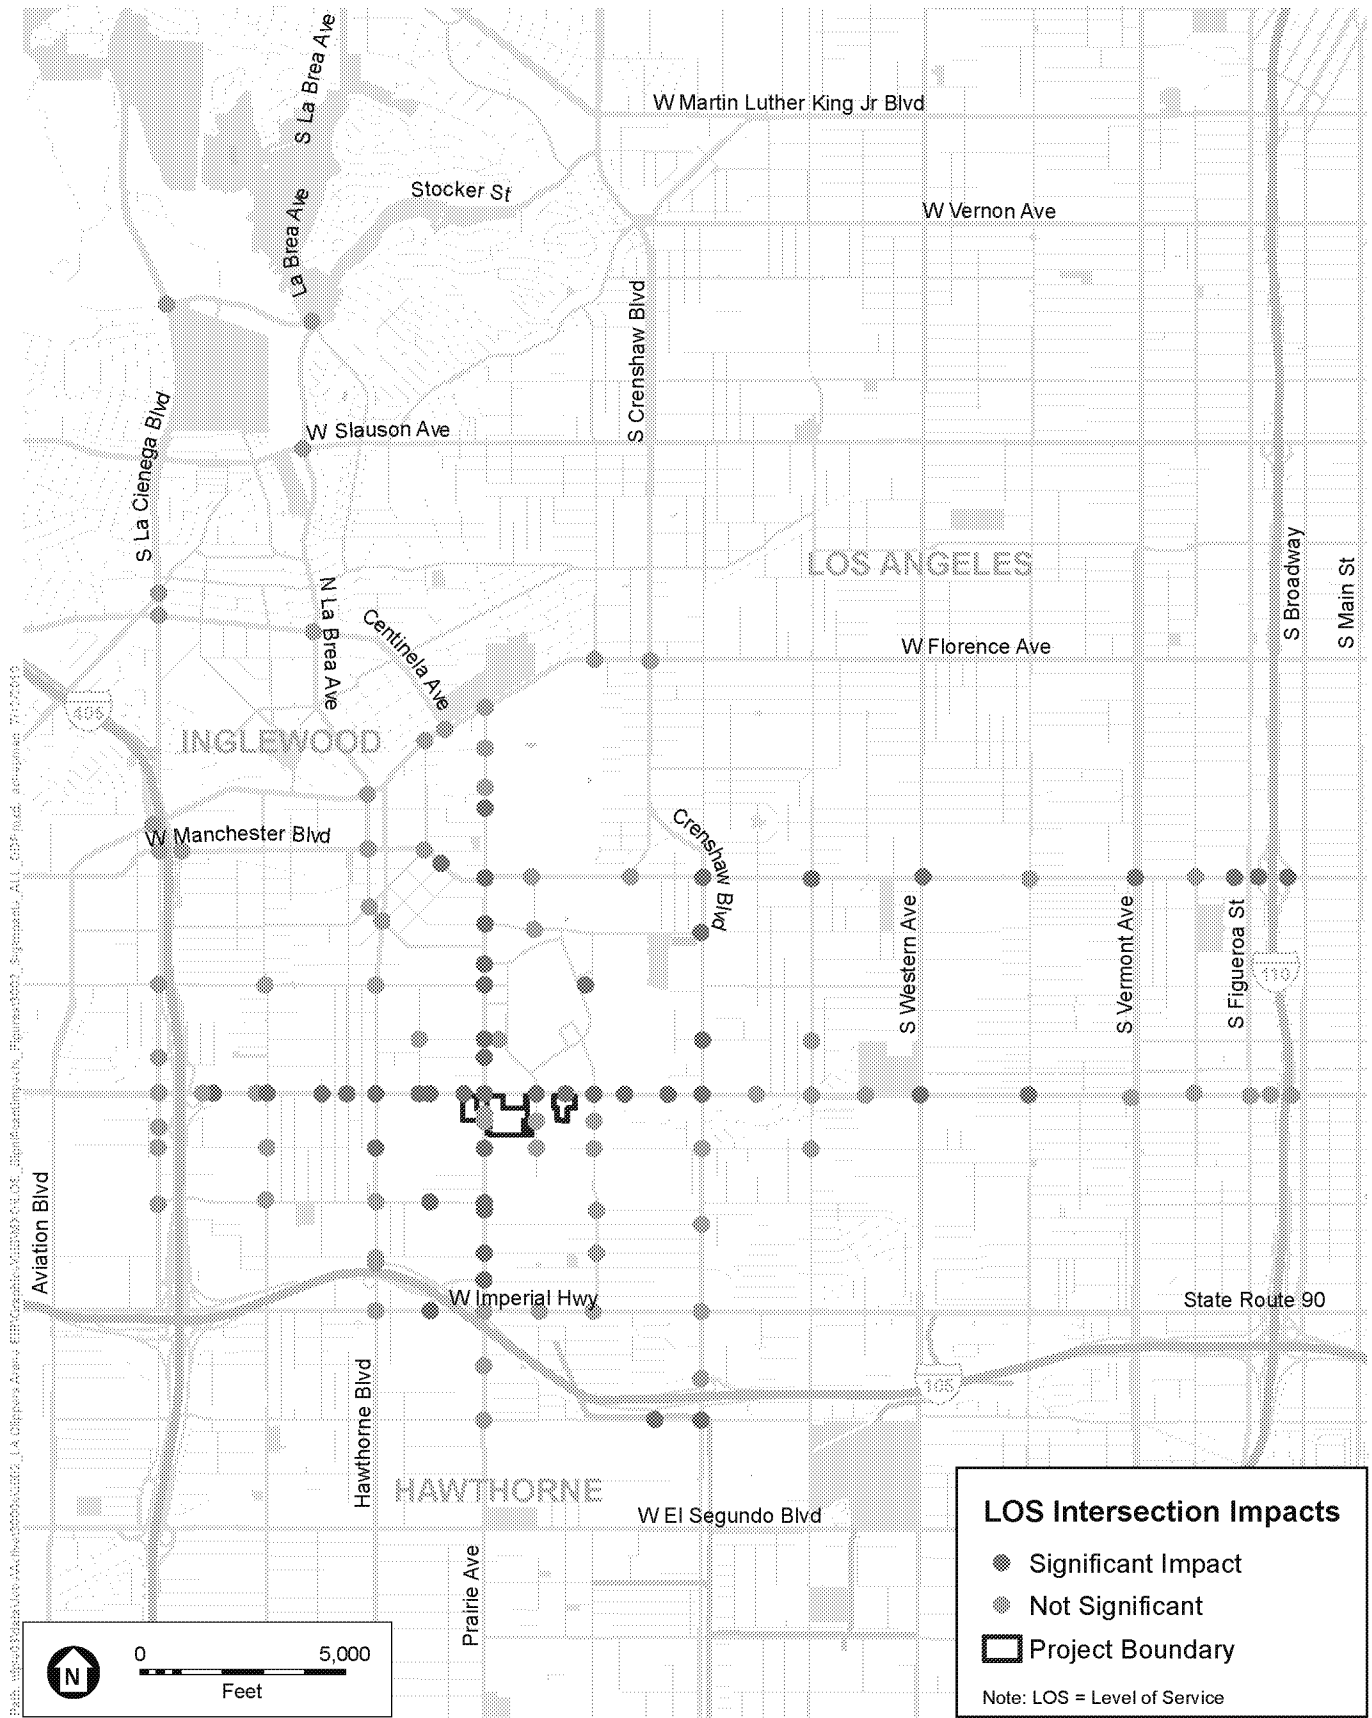 S La Brea Ave
W Martin Luther King Jr Blvd
Stocker St
W Vernon Ave
La Brea Ave
S Crenshaw Blvd
S La Cienega Blvd
W Slauson Ave
LOS ANGELES
S Broadway
S Main St
N La Brea Ave
Centinela Ave
W Florence Ave
405
INGLEWOOD
W Manchester Blvd
Crenshaw Blvd
S Western Ave
S Vermont Ave
S Figueroa St
110
Aviation Blvd
W Imperial Hwy
State Route 90
105
Hawthorne Blvd
HAWTHORNE
W El Segundo Blvd
Prairie Ave
LOS Intersection Impacts
Significant Impact
Not Significant
Project Boundary
Note: LOS = Level of Service
N
0 5,000
Feet